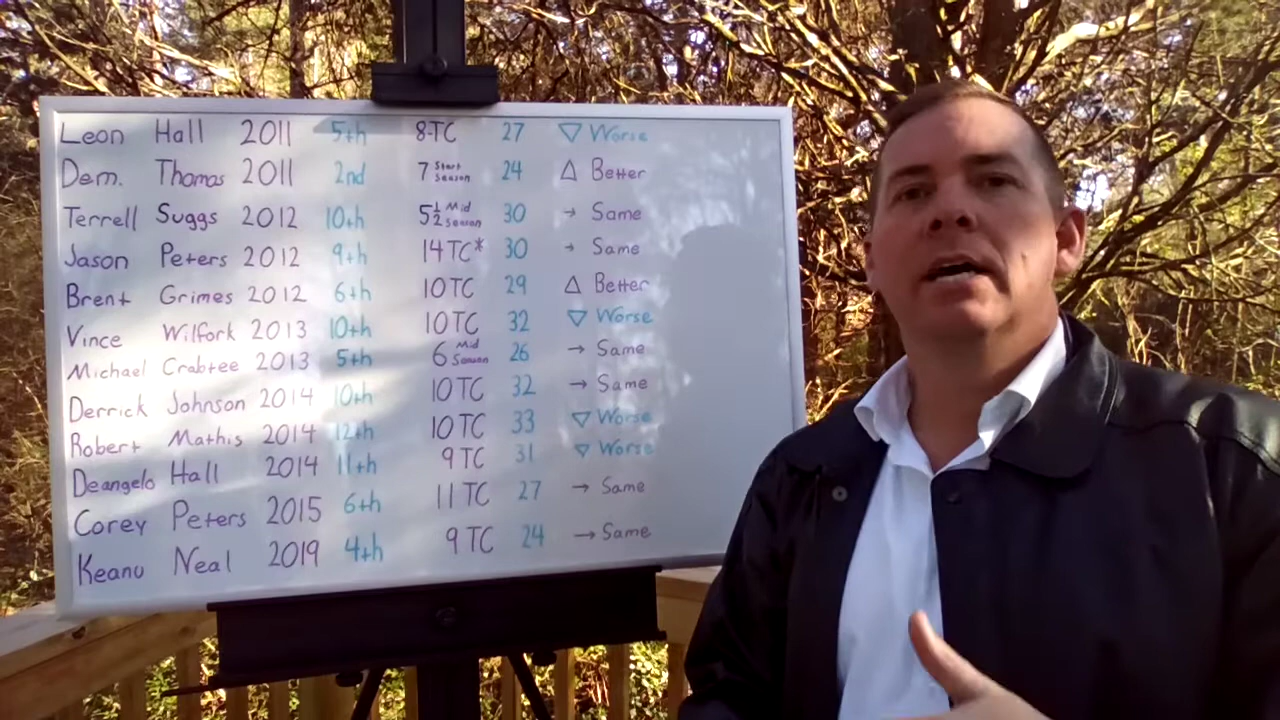 Leon Hall 2011 5th 8-TC 27 ▽ Worse
Dem. Thomas 2011 2nd 7 Start Season 24 △ Better
Terrell Suggs 2012 10th 5½ Mid Season 30 → Same
Jason Peters 2012 9th 14 TC* 30 → Same
Brent Grimes 2012 6th 10 TC 29 △ Better
Vince Wilfork 2013 10th 10 TC 32 ▽ Worse
Michael Crabtee 2013 5th 6 Mid Season 26 → Same
Derrick Johnson 2014 10th 10 TC 32 → Same
Robert Mathis 2014 12th 10 TC 33 ▽ Worse
Deangelo Hall 2014 11th 9 TC 31 ▽ Worse
Corey Peters 2015 6th 11 TC 27 → Same
Keanu Neal 2019 4th 9 TC 24 → Same